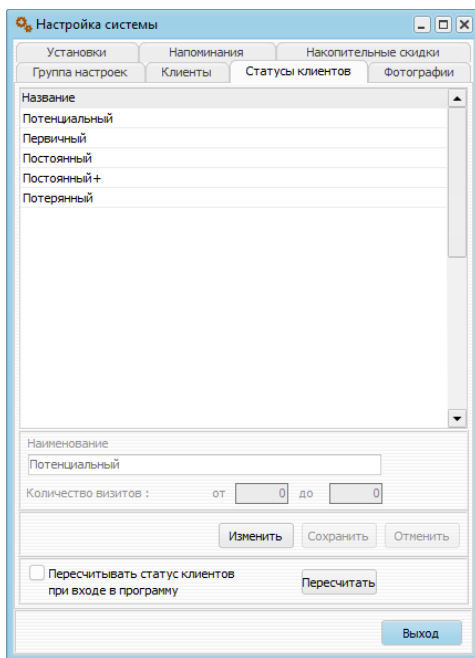 Настройка системы
Установки Напоминания Накопительные скидки
Группа настроек Клиенты Статусы клиентов Фотографии
Название
Потенциальный
Первичный
Постоянный
Постоянный+
Потерянный
Наименование
Потенциальный
Количество визитов : от 0 до 0
Изменить Сохранить Отменить
Пересчитывать статус клиентов
при входе в программу
Пересчитать
Выход